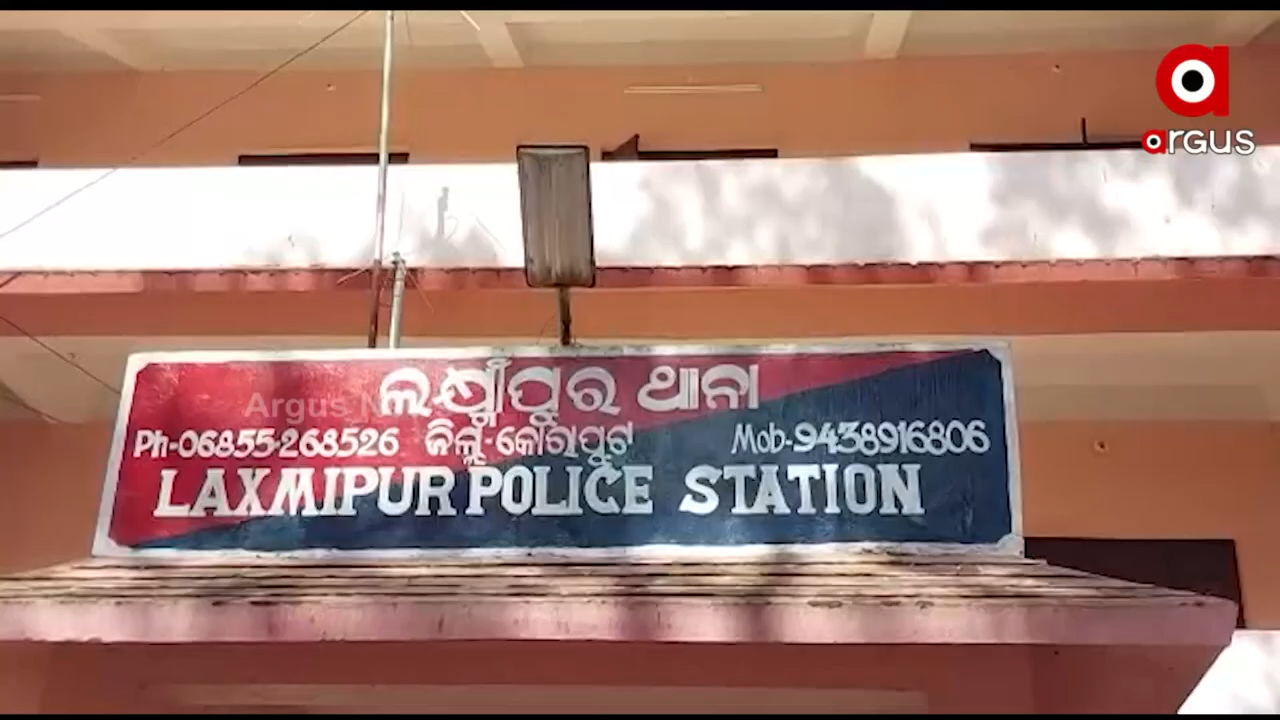 argus
ଲକ୍ଷ୍ମୀପୁର ଥାନା
Argus N
Ph-06855-268526 ଜିଲ୍ଲା-କୋରାପୁଟ Mob-9438916806
LAXMIPUR POLICE STATION